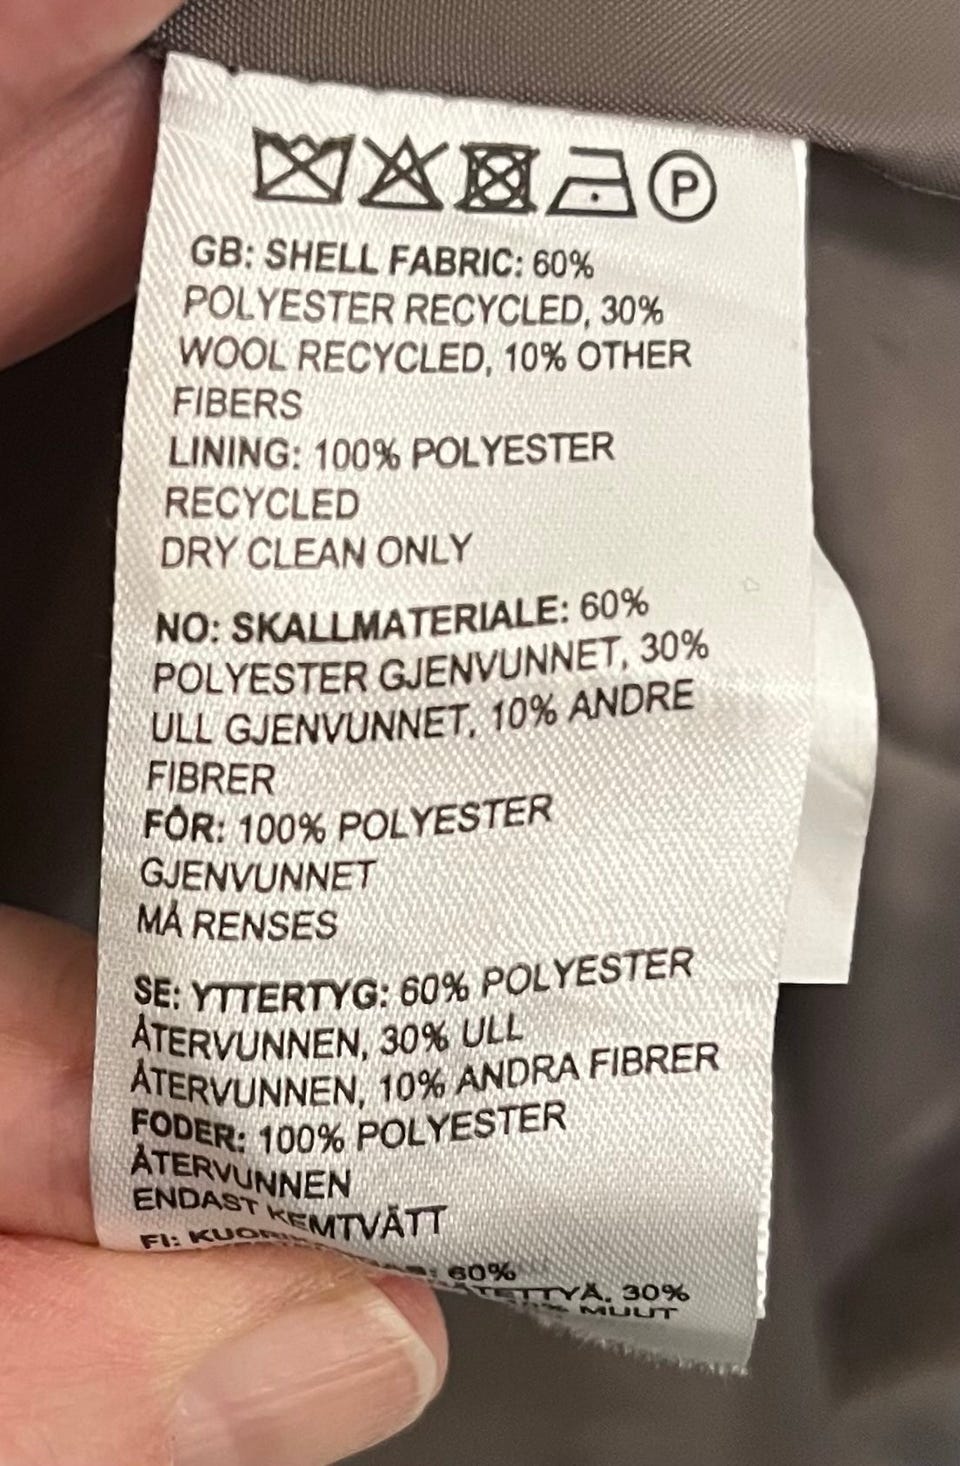 P
GB: SHELL FABRIC: 60%
POLYESTER RECYCLED, 30%
WOOL RECYCLED, 10% OTHER
FIBERS
LINING: 100% POLYESTER
RECYCLED
DRY CLEAN ONLY
NO: SKALLMATERIALE: 60%
POLYESTER GJENVUNNET, 30%
ULL GJENVUNNET, 10% ANDRE
FIBRER
FÔR: 100% POLYESTER
GJENVUNNET
MÅ RENSES
SE: YTTERTYG: 60% POLYESTER
ÅTERVUNNEN, 30% ULL
ÅTERVUNNEN, 10% ANDRA FIBRER
FODER: 100% POLYESTER
ÅTERVUNNEN
ENDAST KEMTVÄTT
FI: 60%
30%
MUUT